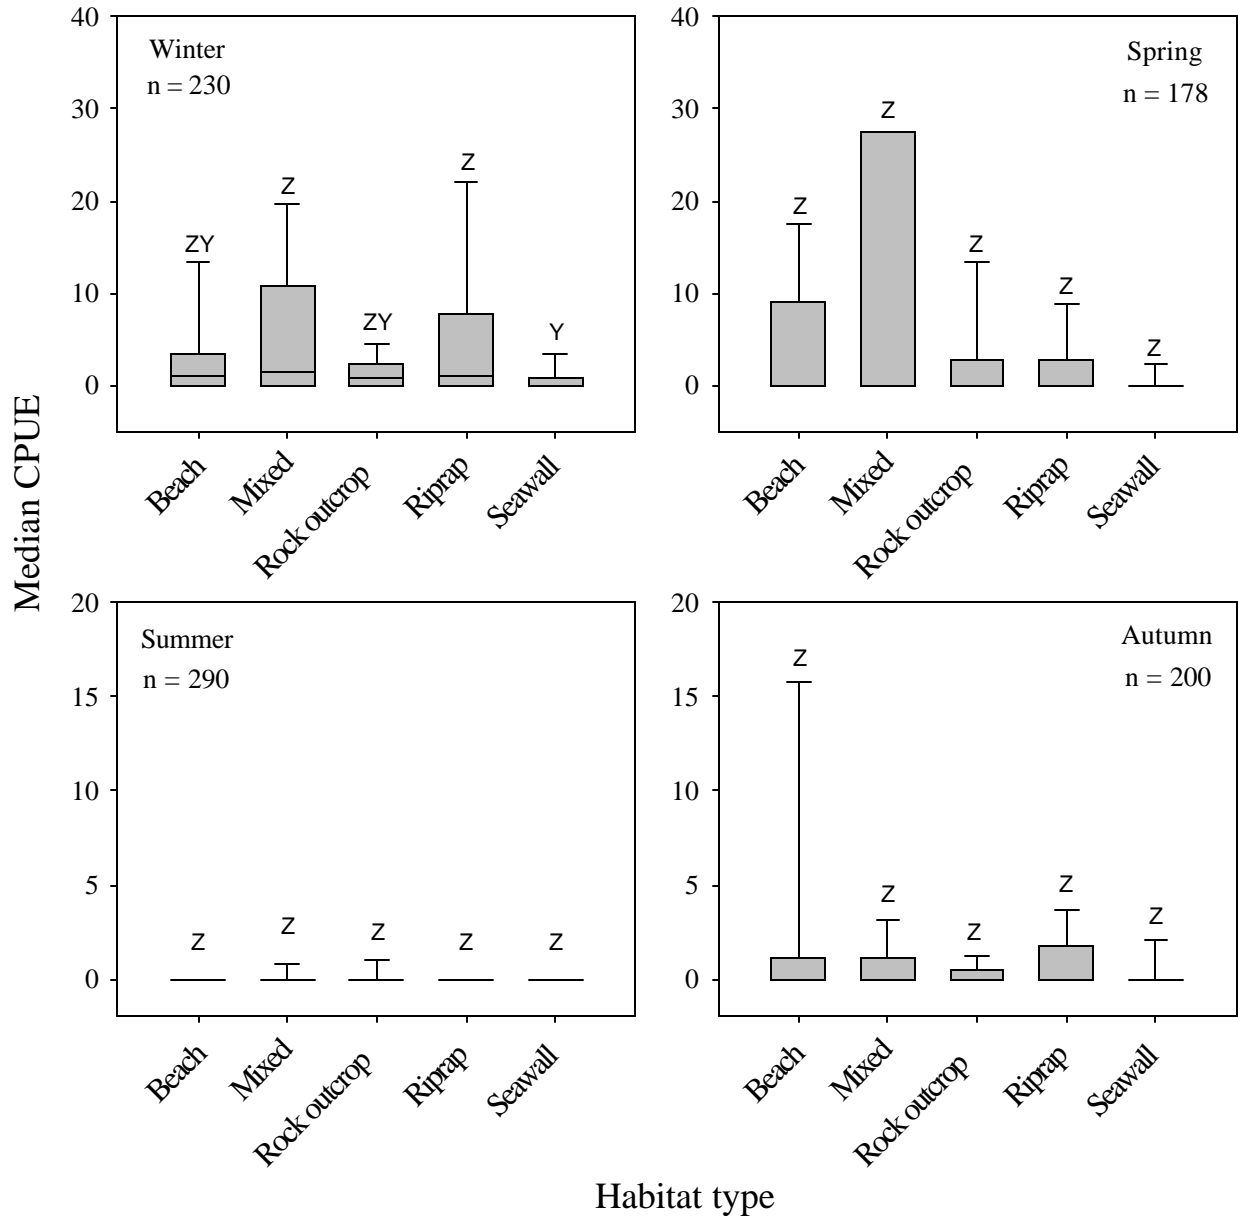 Median CPUE
Winter
n = 230
40
30
20
10
0
ZY
Z
ZY
Z
Y
Beach
Mixed
Rock outcrop
Riprap
Seawall
Spring
n = 178
40
30
20
10
0
Z
Z
Z
Z
Z
Beach
Mixed
Rock outcrop
Riprap
Seawall
Summer
n = 290
20
15
10
5
0
Z
Z
Z
Z
Z
Beach
Mixed
Rock outcrop
Riprap
Seawall
Autumn
n = 200
20
15
10
5
0
Z
Z
Z
Z
Z
Beach
Mixed
Rock outcrop
Riprap
Seawall
Habitat type